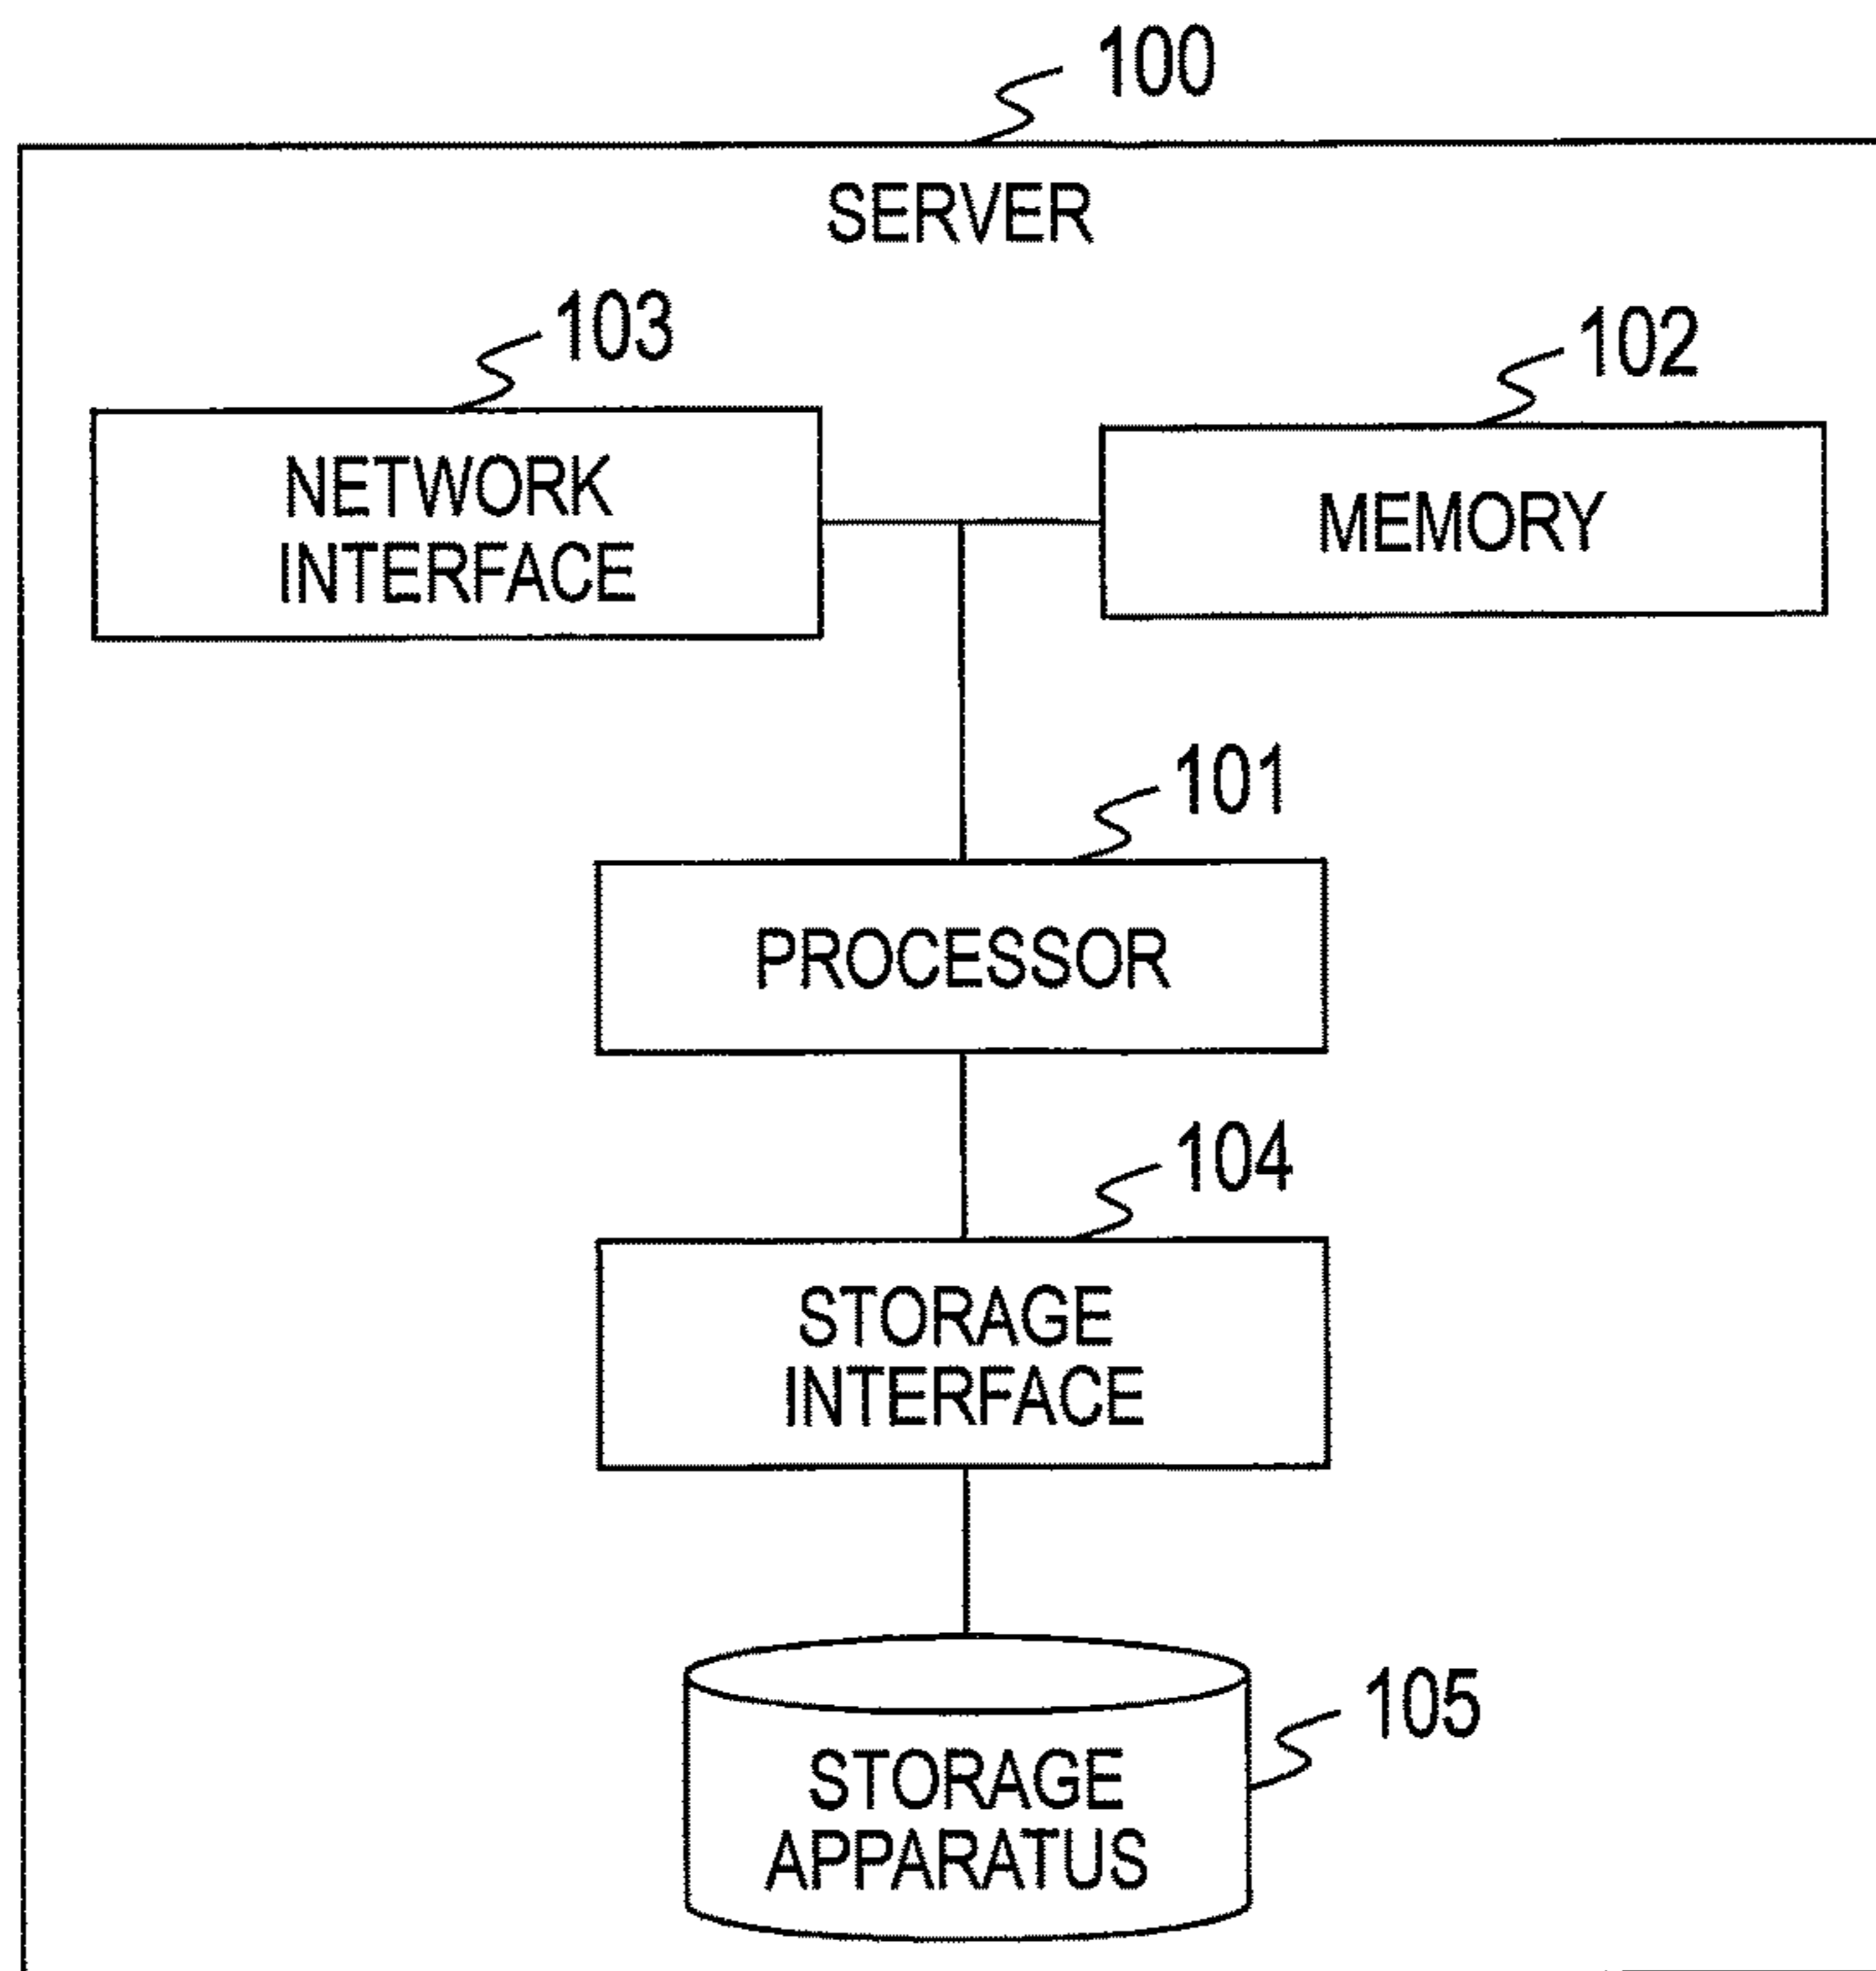 100
SERVER
103
102
NETWORK
INTERFACE
MEMORY
101
PROCESSOR
104
STORAGE
INTERFACE
105
STORAGE
APPARATUS